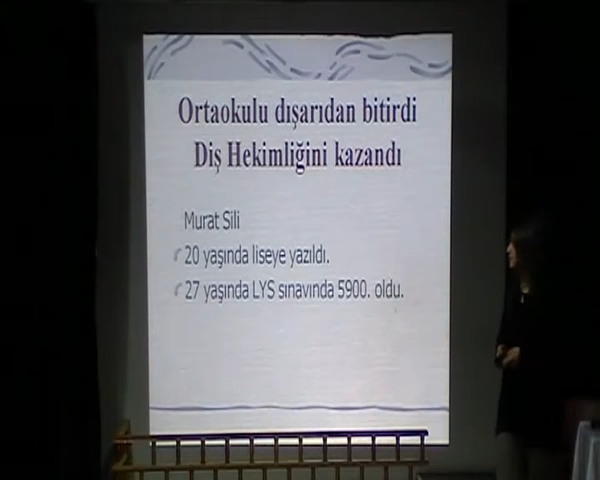 Ortaokulu dışarıdan bitirdi
Diş Hekimliğini kazandı
Murat Sili
20 yaşında liseye yazıldı.
27 yaşında LYS sınavında 5900. oldu.